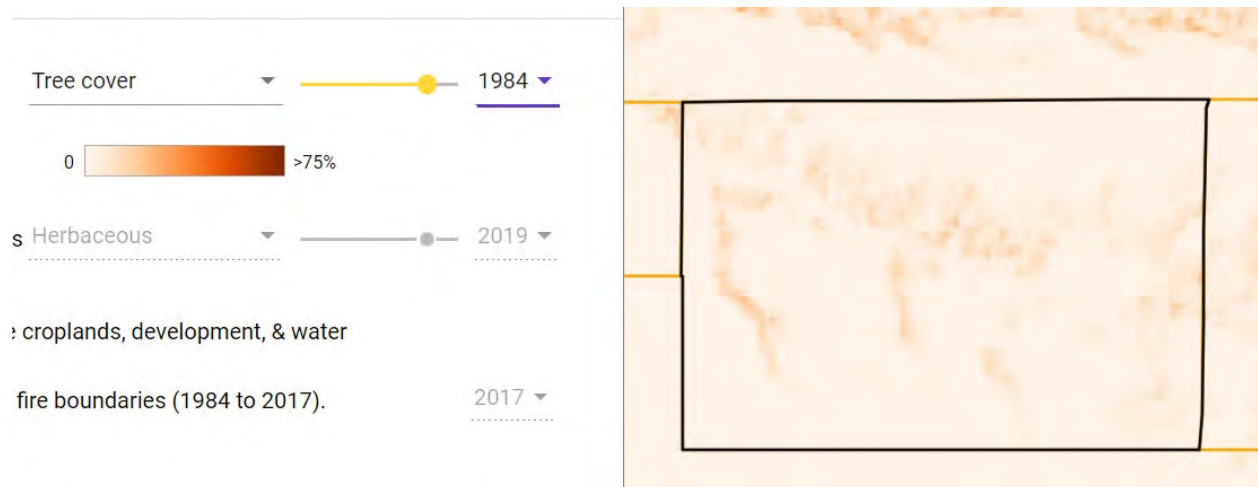 Tree cover 1984
0 >75%
s Herbaceous 2019
croplands, development, & water
fire boundaries (1984 to 2017). 2017